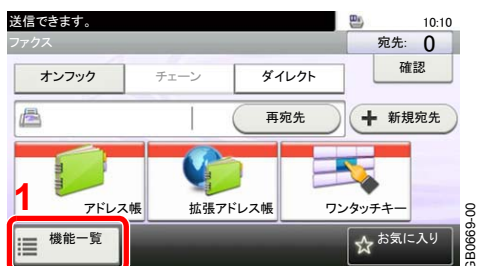 送信できます。 10:10
ファクス 宛先: 0
オンフック チェーン ダイレクト 確認
再宛先 + 新規宛先
アドレス帳 拡張アドレス帳 ワンタッチキー
1
機能一覧 お気に入り
GB0669-00